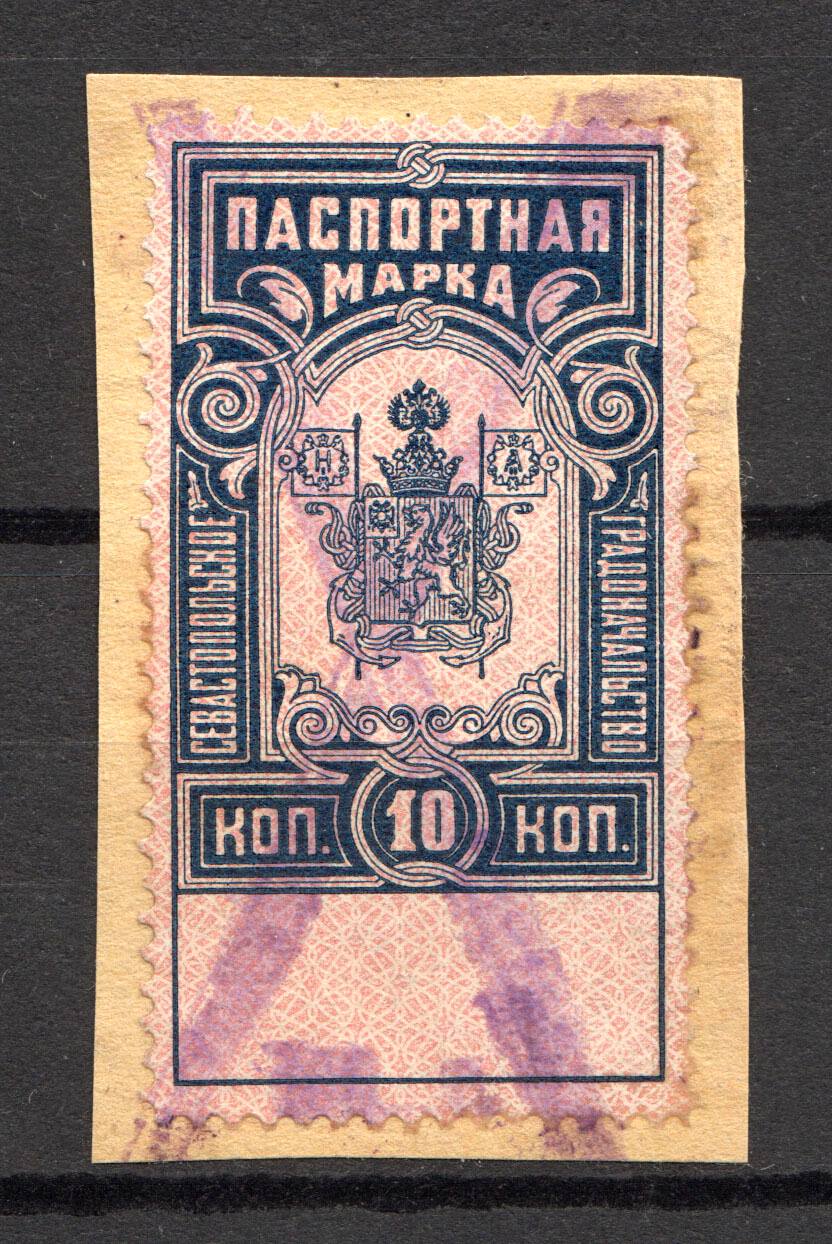 ПАСПОРТНАЯ
МАРКА
Н А
СЕВАСТОПОЛЬСКОЕ
ГРАДОНАЧАЛЬСТВО
КОП. 10 КОП.